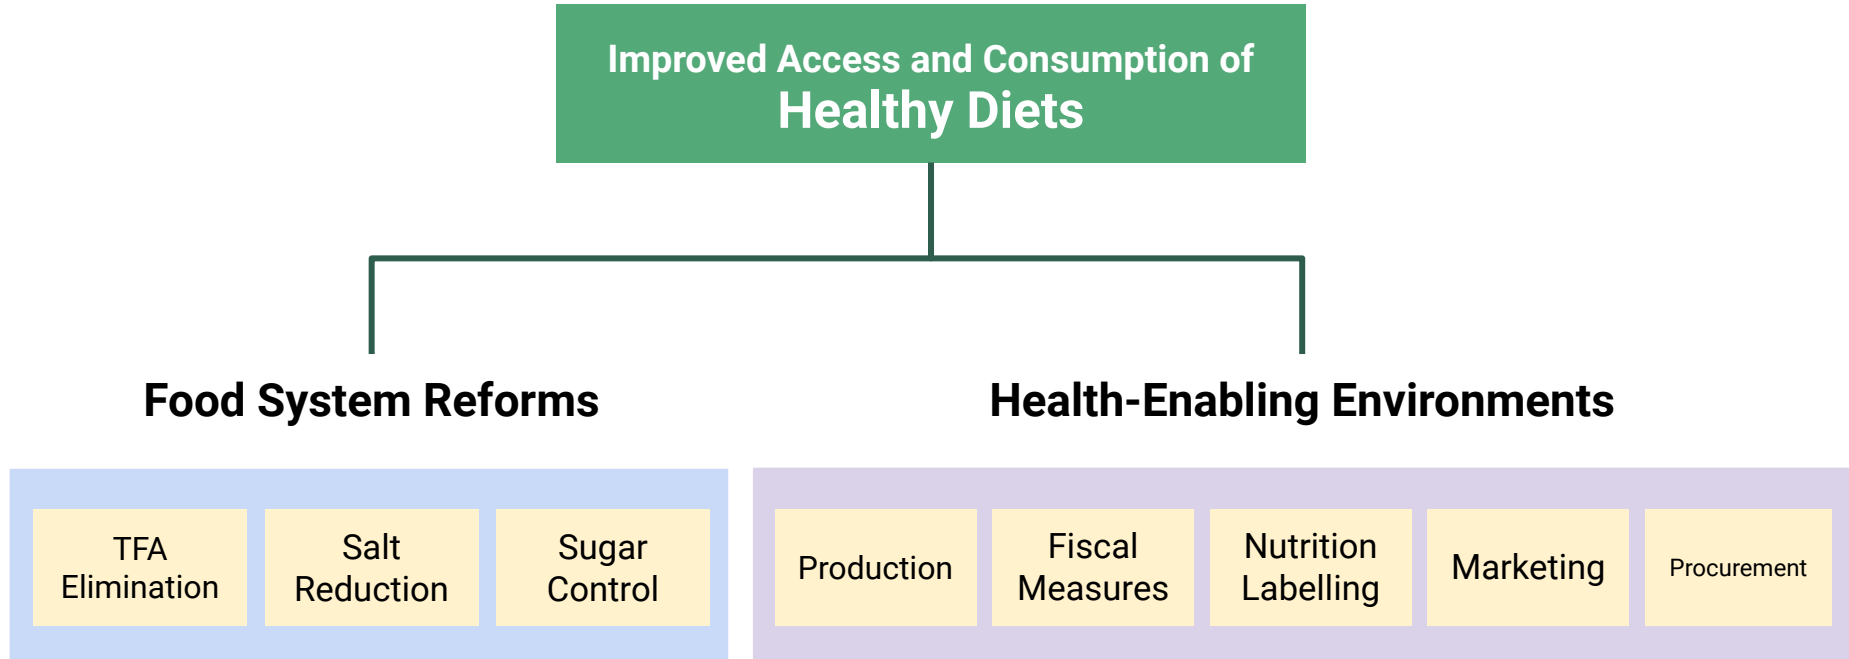 Improved Access and Consumption of
Healthy Diets
Food System Reforms
Health-Enabling Environments
TFA
Elimination
Salt
Reduction
Sugar
Control
Production
Fiscal
Measures
Nutrition
Labelling
Marketing
Procurement